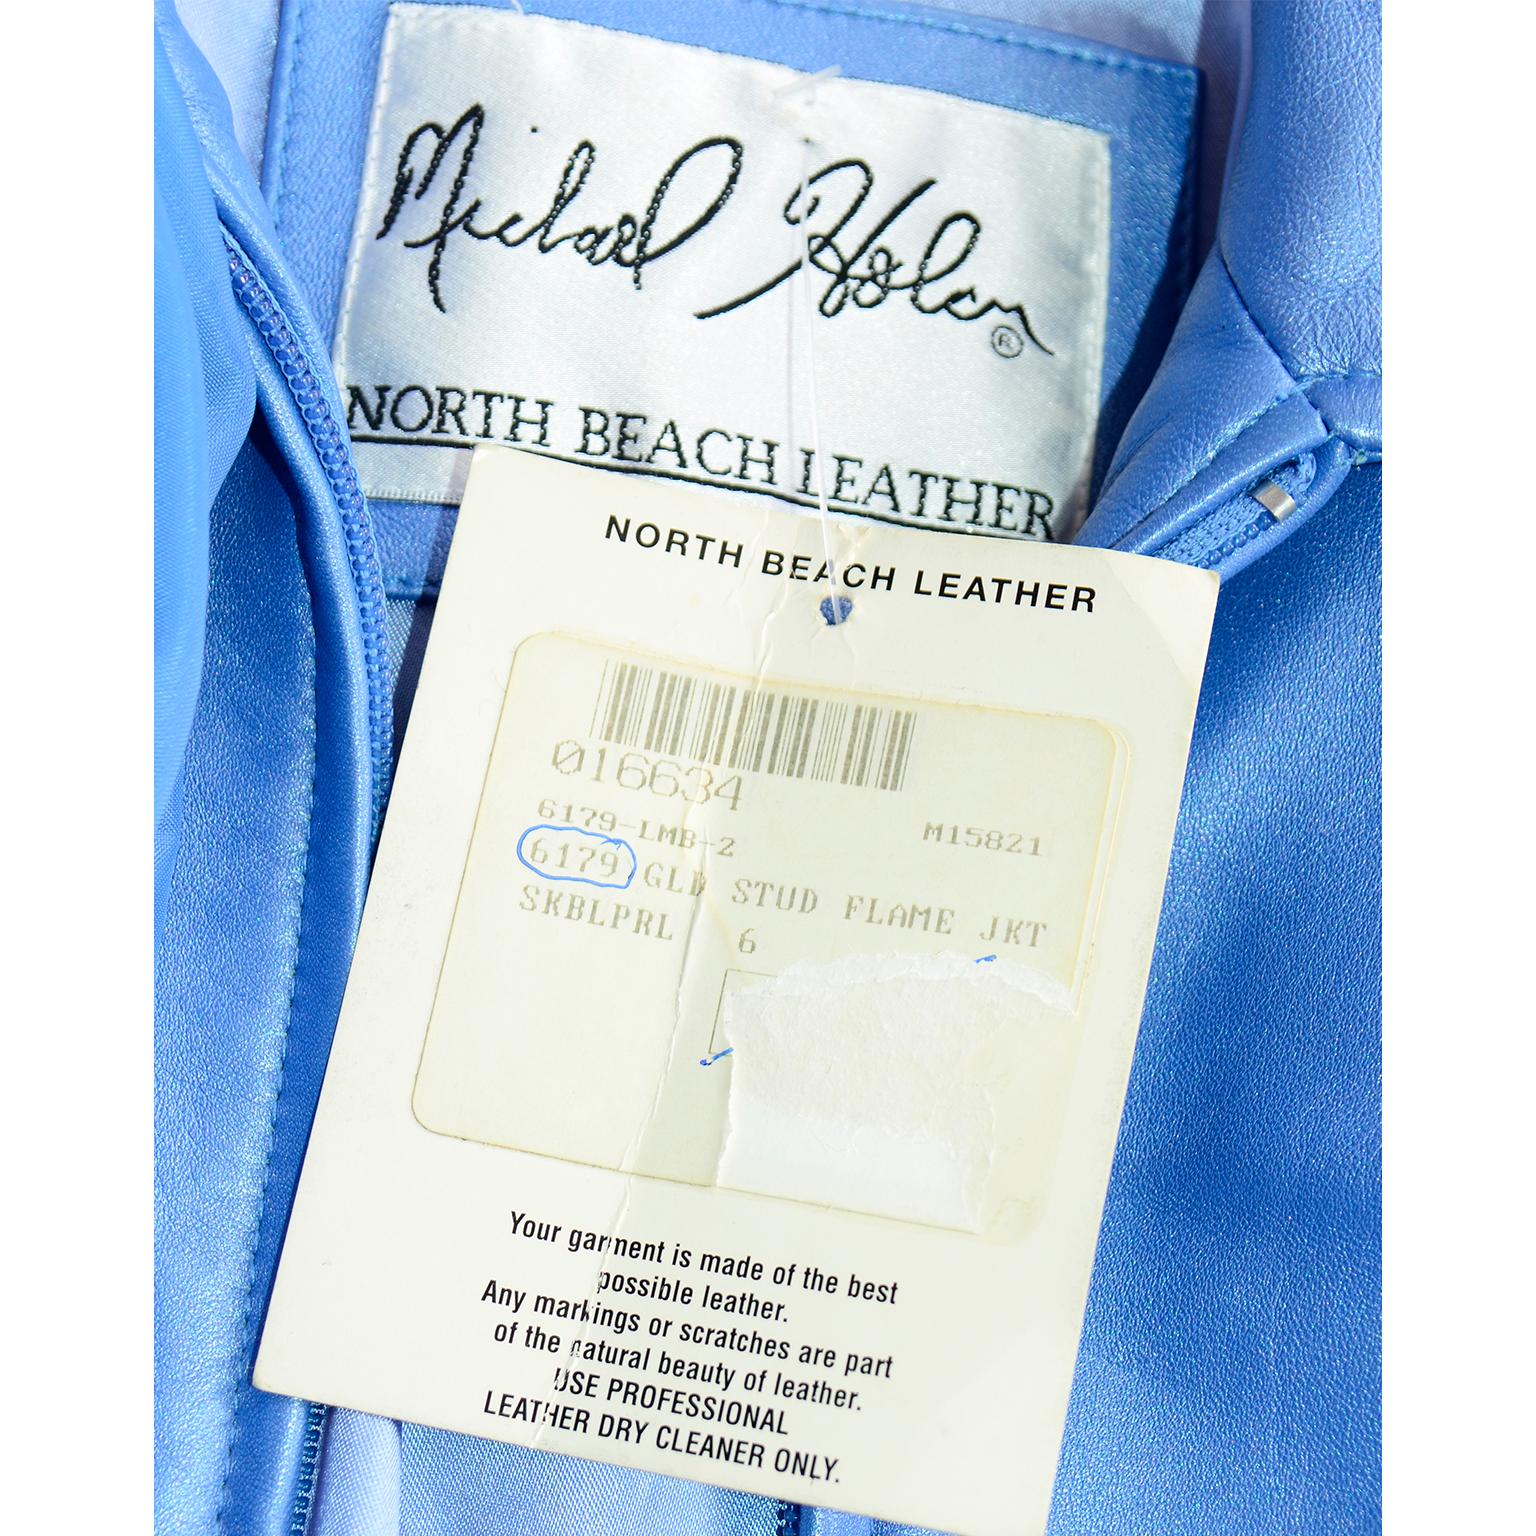 Michael Hoban
®
NORTH BEACH LEATHER
NORTH BEACH LEATHER
016634
6179-LMB-2 M15821
6179 GLD STUD FLAME JKT
SKBLPRL 6
Your garment is made of the best
possible leather.
Any markings or scratches are part
of the natural beauty of leather.
USE PROFESSIONAL
LEATHER DRY CLEANER ONLY.